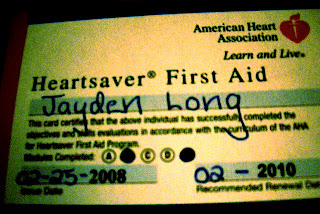 American Heart
Association
Learn and Live
Heartsaver® First Aid
Jayden Long
This card certifies that the above individual has successfully completed the
objectives and skills evaluations in accordance with the curriculum of the AHA
for Heartsaver First Aid Program.
Modules Completed: A C D
02-25-2008 02 - 2010
Issue Date Recommended Renewal